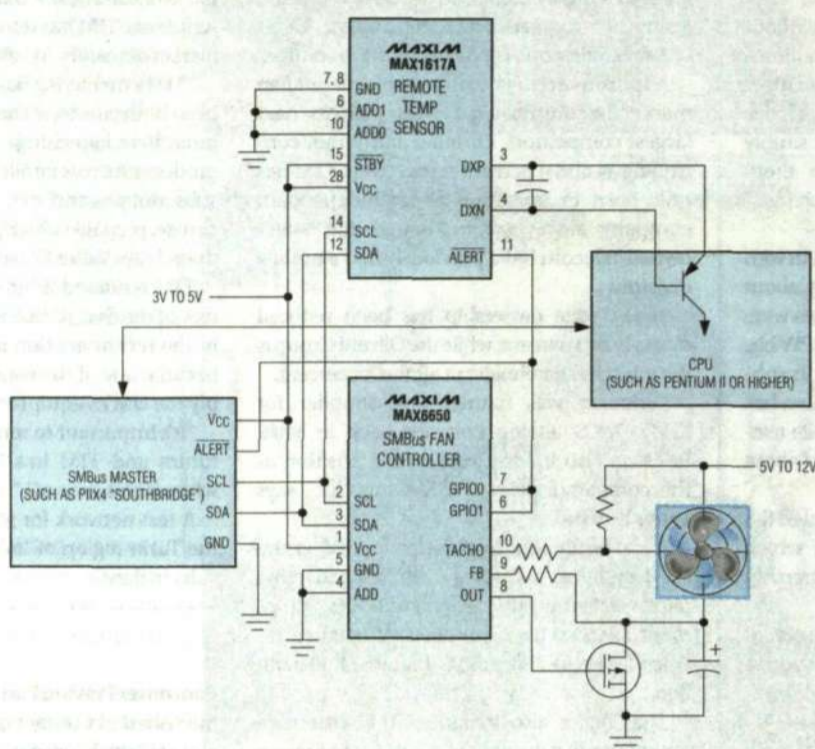 MAXIM
MAX1617A
REMOTE
TEMP
SENSOR
7, 8 GND
6 ADD1
10 ADD0
15 STBY
28 VCC
14 SCL
12 SDA
DXP 3
DXN 4
ALERT 11
3V TO 5V
CPU
(SUCH AS PENTIUM II OR HIGHER)
SMBus MASTER
(SUCH AS PIIX4 "SOUTHBRIDGE")
VCC
ALERT
SCL
SDA
GND
MAXIM
MAX6650
SMBus FAN
CONTROLLER
2 SCL
3 SDA
1 VCC
5 GND
4 ADD
GPIO0 7
GPIO1 6
TACHO 10
FB 9
OUT 8
5V TO 12V
+